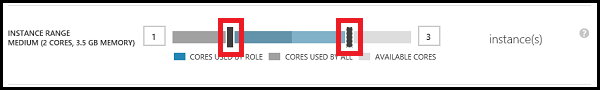 INSTANCE RANGE
MEDIUM (2 CORES, 3.5 GB MEMORY)
1
3
instance(s)
?
CORES USED BY ROLE
CORES USED BY ALL
AVAILABLE CORES